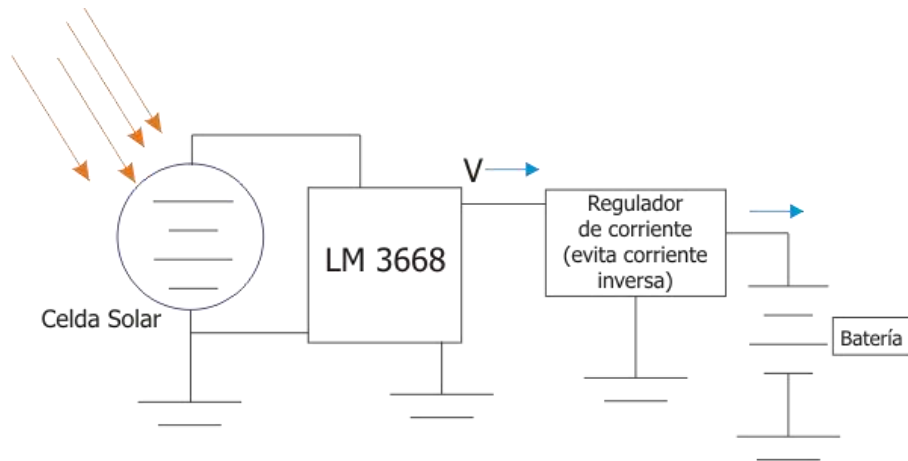 V
Regulador
de corriente
(evita corriente
inversa)
LM 3668
Celda Solar
Batería